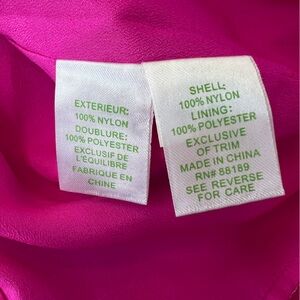 EXTERIEUR:
100% NYLON
DOUBLURE:
100% POLYESTER
EXCLUSIF DE
L'ÉQUILIBRE
FABRIQUE EN
CHINE
SHELL:
100% NYLON
LINING:
100% POLYESTER
EXCLUSIVE
OF TRIM
MADE IN CHINA
RN# 88189
SEE REVERSE
FOR CARE